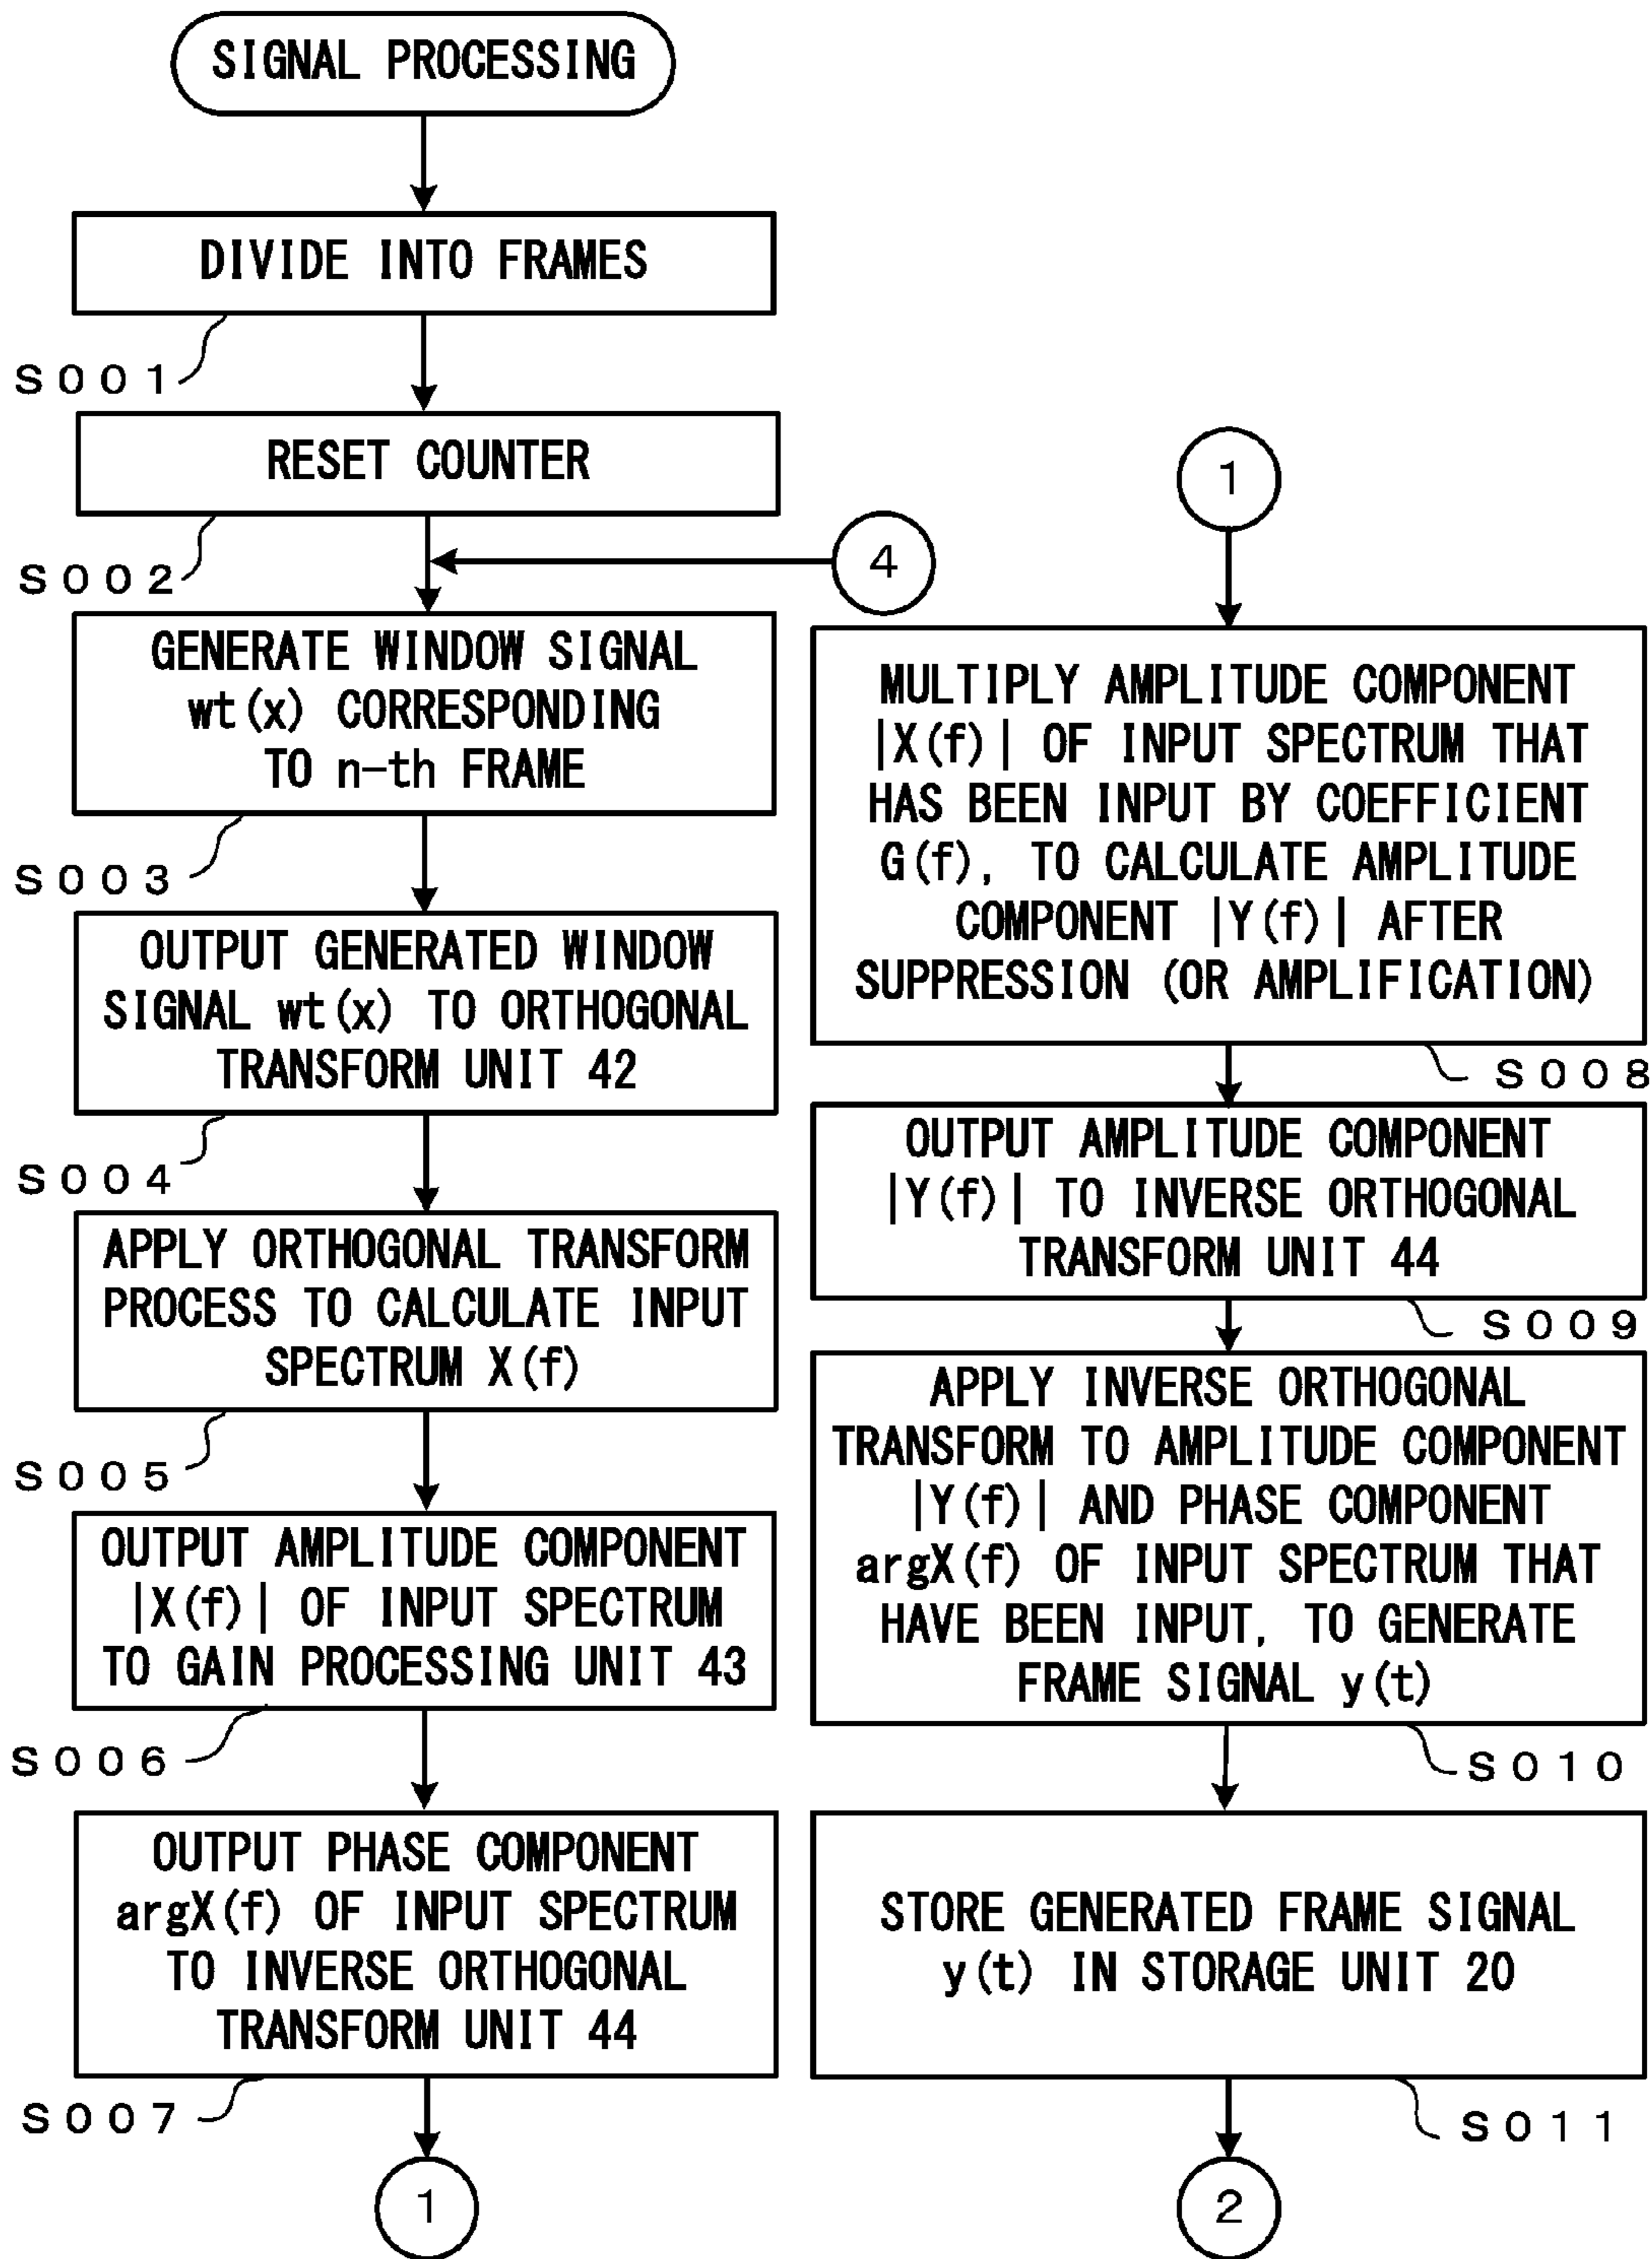 SIGNAL PROCESSING
DIVIDE INTO FRAMES
S001
RESET COUNTER
S002
4
GENERATE WINDOW SIGNAL
wt(x) CORRESPONDING
TO n-th FRAME
S003
OUTPUT GENERATED WINDOW
SIGNAL wt(x) TO ORTHOGONAL
TRANSFORM UNIT 42
S004
APPLY ORTHOGONAL TRANSFORM
PROCESS TO CALCULATE INPUT
SPECTRUM X(f)
S005
OUTPUT AMPLITUDE COMPONENT
|X(f)| OF INPUT SPECTRUM
TO GAIN PROCESSING UNIT 43
S006
OUTPUT PHASE COMPONENT
argX(f) OF INPUT SPECTRUM
TO INVERSE ORTHOGONAL
TRANSFORM UNIT 44
S007
1
1
MULTIPLY AMPLITUDE COMPONENT
|X(f)| OF INPUT SPECTRUM THAT
HAS BEEN INPUT BY COEFFICIENT
G(f), TO CALCULATE AMPLITUDE
COMPONENT |Y(f)| AFTER
SUPPRESSION (OR AMPLIFICATION)
S008
OUTPUT AMPLITUDE COMPONENT
|Y(f)| TO INVERSE ORTHOGONAL
TRANSFORM UNIT 44
S009
APPLY INVERSE ORTHOGONAL
TRANSFORM TO AMPLITUDE COMPONENT
|Y(f)| AND PHASE COMPONENT
argX(f) OF INPUT SPECTRUM THAT
HAVE BEEN INPUT, TO GENERATE
FRAME SIGNAL y(t)
S010
STORE GENERATED FRAME SIGNAL
y(t) IN STORAGE UNIT 20
S011
2